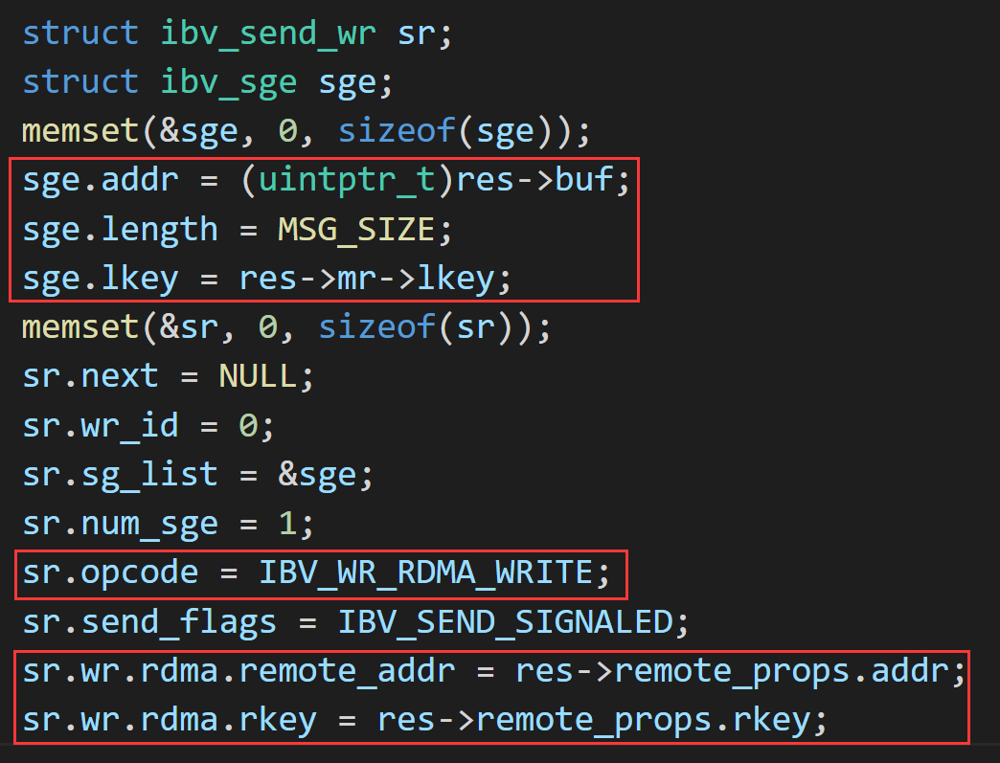 struct ibv_send_wr sr;
struct ibv_sge sge;
memset(&sge, 0, sizeof(sge));
sge.addr = (uintptr_t)res->buf;
sge.length = MSG_SIZE;
sge.lkey = res->mr->lkey;
memset(&sr, 0, sizeof(sr));
sr.next = NULL;
sr.wr_id = 0;
sr.sg_list = &sge;
sr.num_sge = 1;
sr.opcode = IBV_WR_RDMA_WRITE;
sr.send_flags = IBV_SEND_SIGNALED;
sr.wr.rdma.remote_addr = res->remote_props.addr;
sr.wr.rdma.rkey = res->remote_props.rkey;